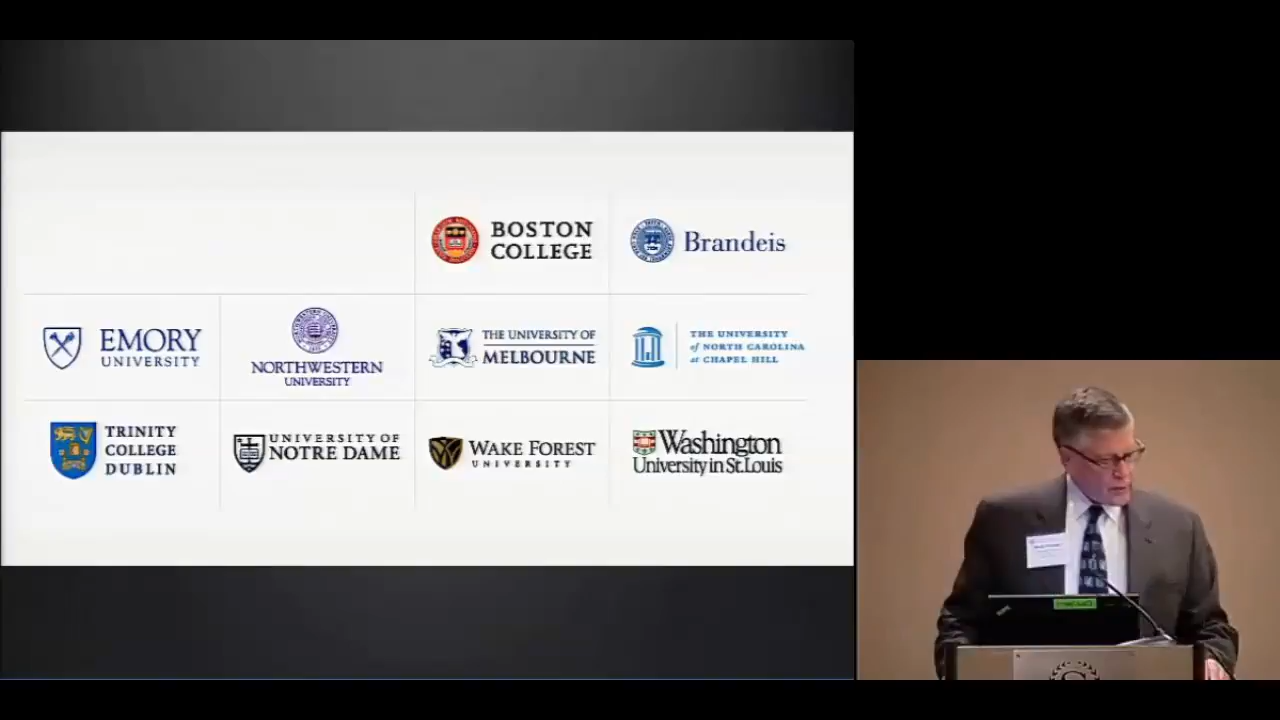 BOSTON
COLLEGE
Brandeis
EMORY
UNIVERSITY
NORTHWESTERN
UNIVERSITY
THE UNIVERSITY OF
MELBOURNE
THE UNIVERSITY
of NORTH CAROLINA
at CHAPEL HILL
TRINITY
COLLEGE
DUBLIN
UNIVERSITY OF
NOTRE DAME
WAKE FOREST
UNIVERSITY
Washington
University in St. Louis